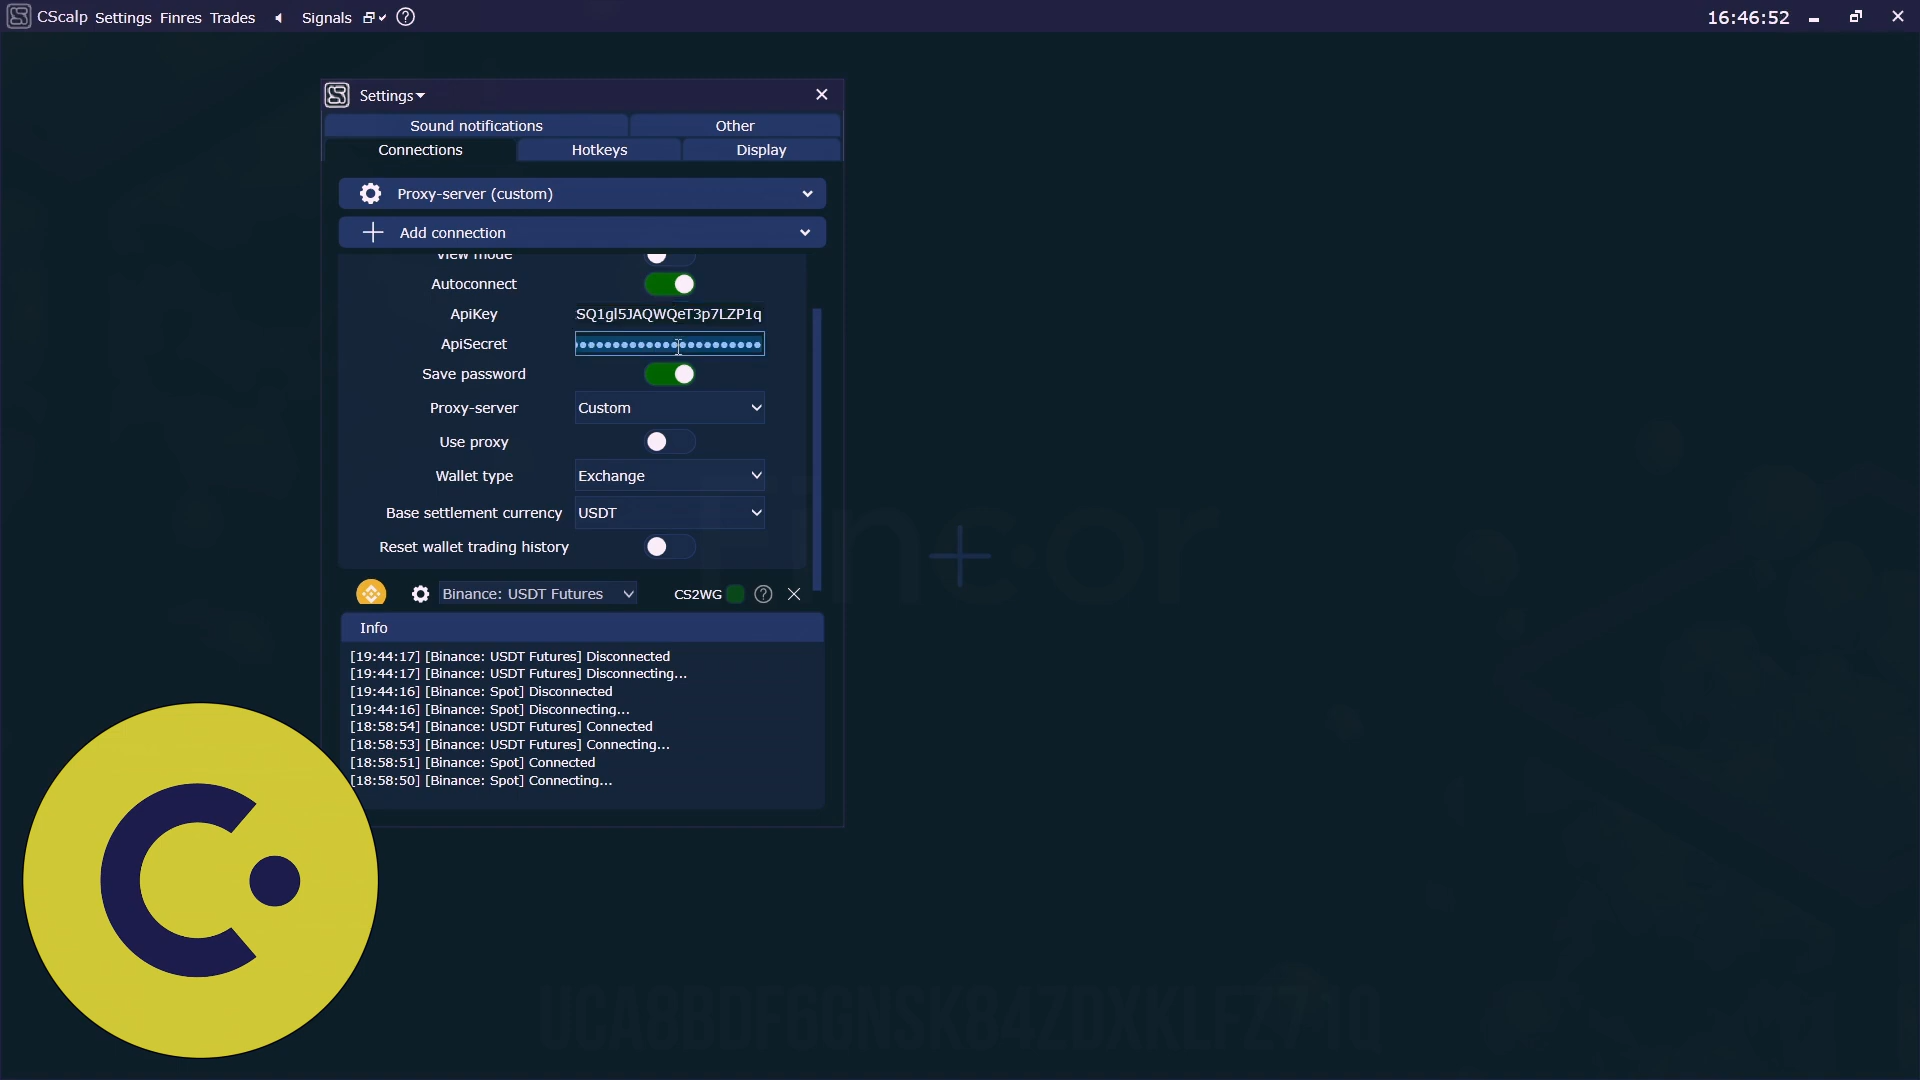 CScalp Settings Finres Trades Signals 16:46:52
Settings
Sound notifications Other
Connections Hotkeys Display
Proxy-server (custom)
Add connection
View mode
Autoconnect
ApiKey SQ1gl5JAQWQeT3p7LZP1q
ApiSecret
Save password
Proxy-server Custom
Use proxy
Wallet type Exchange
Base settlement currency USDT
Reset wallet trading history
Binance: USDT Futures CS2WG
Info
[19:44:17] [Binance: USDT Futures] Disconnected
[19:44:17] [Binance: USDT Futures] Disconnecting...
[19:44:16] [Binance: Spot] Disconnected
[19:44:16] [Binance: Spot] Disconnecting...
[18:58:54] [Binance: USDT Futures] Connected
[18:58:53] [Binance: USDT Futures] Connecting...
[18:58:51] [Binance: Spot] Connected
[18:58:50] [Binance: Spot] Connecting...